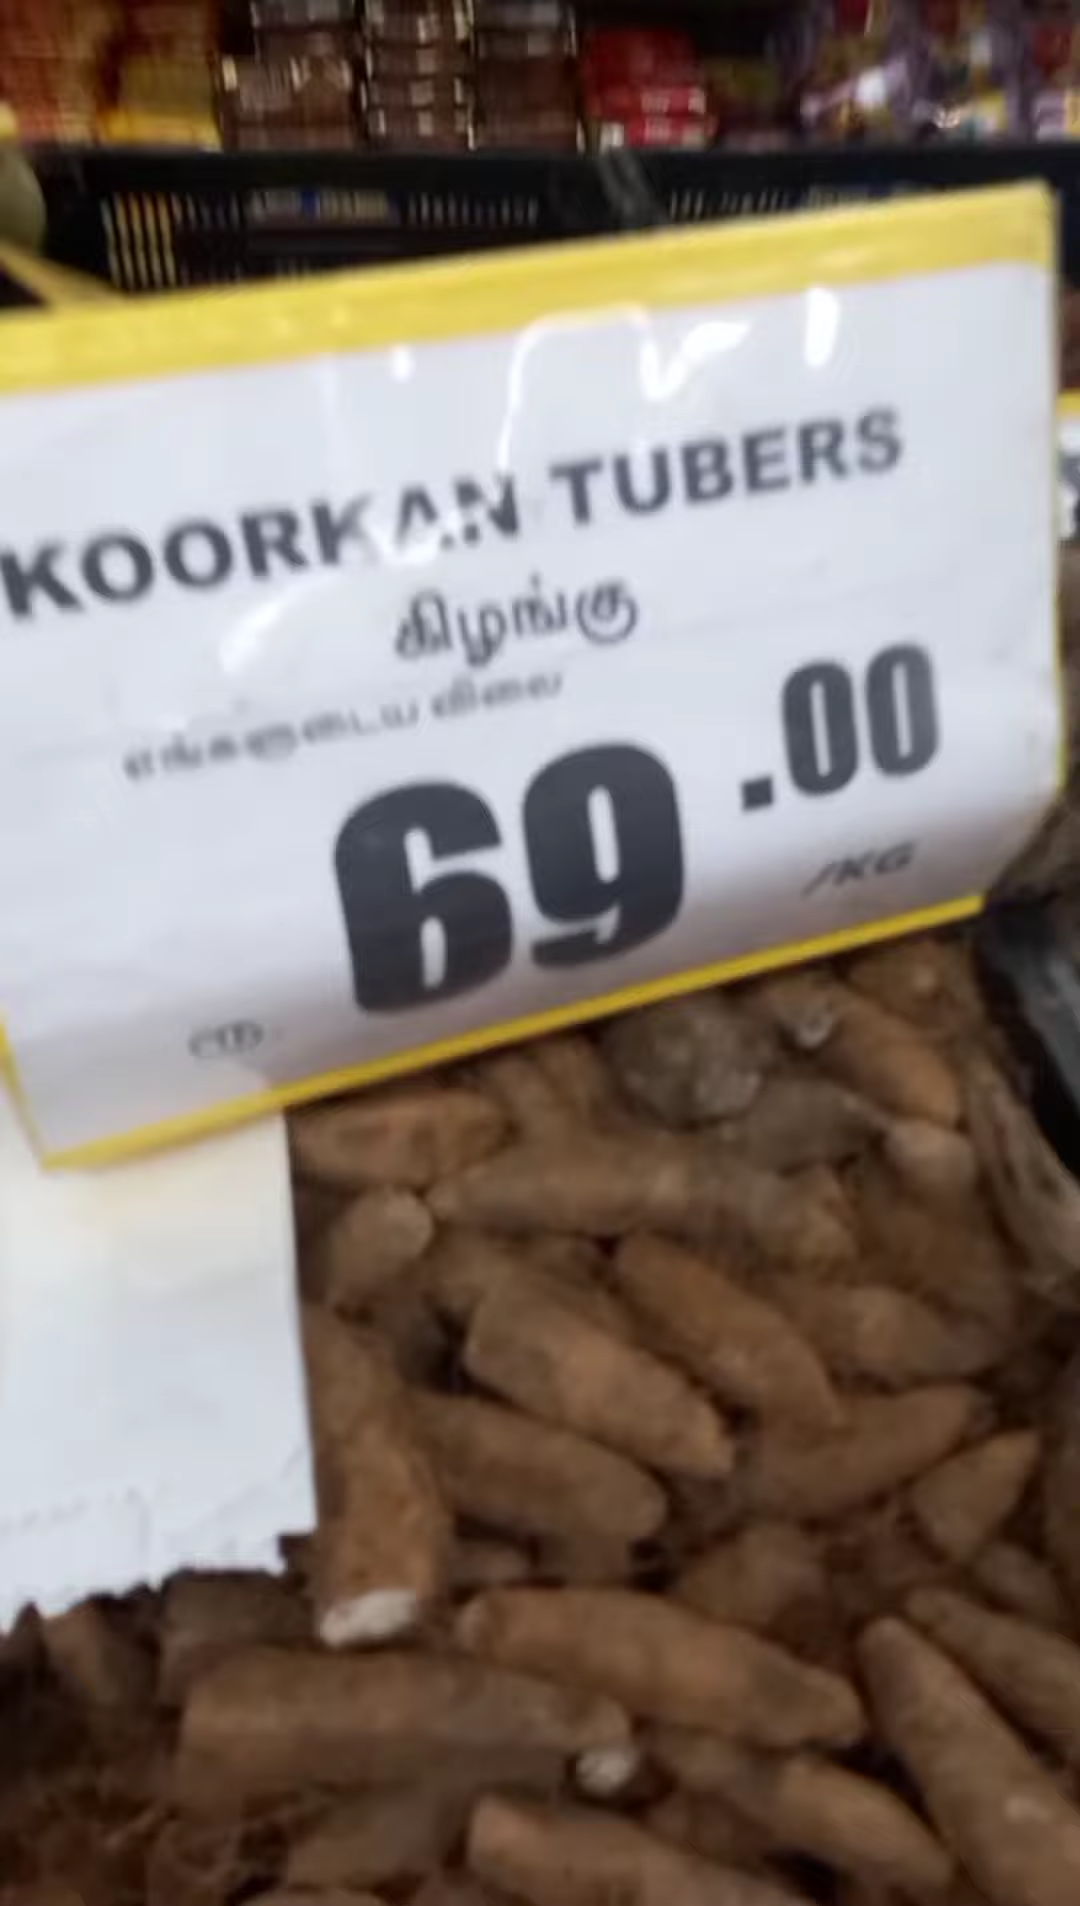 KOORKAN TUBERS
கிழங்கு
எங்களுடைய விலை
69.00
/KG
ரூ